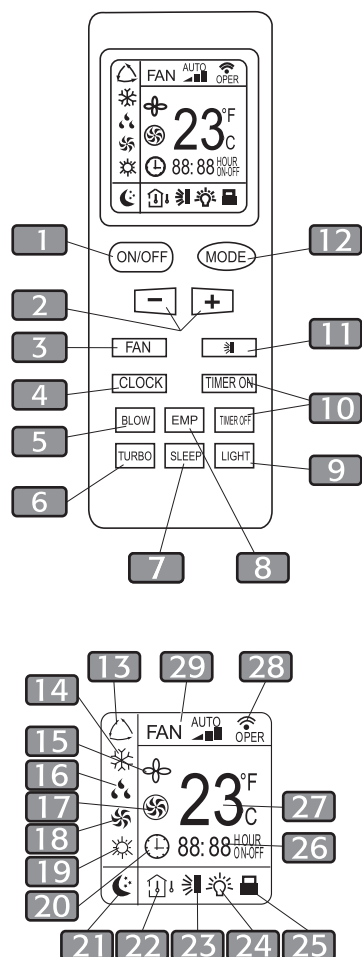 FAN AUTO OPER
23 °F C
88:88 HOUR ON-OFF
1 12
ON/OFF MODE
2 - +
3 FAN 11
4 CLOCK TIMER ON
5 BLOW EMP TIMER OFF 10
6 TURBO SLEEP LIGHT 9
7 8
13 29 28
14 FAN AUTO OPER
15
16
17 23 °F C 27
18
19 88:88 HOUR ON-OFF 26
20
21 22 23 24 25